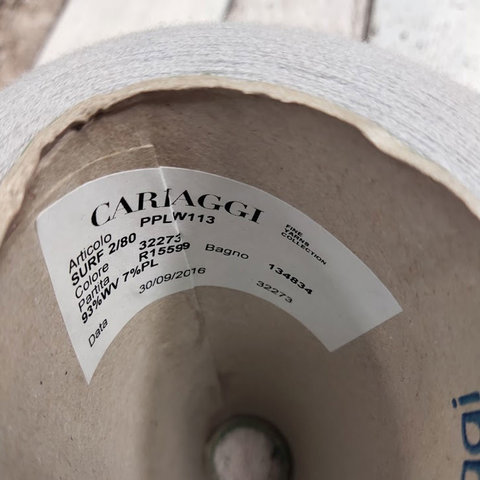 CARIAGGI
FINE
YARNS
COLLECTION
PPLW113
Articolo
SURF 2/80
Colore 32273
Partita R15599 Bagno 134834
93%WV 7%PL
Data 30/09/2016 32273
ggi